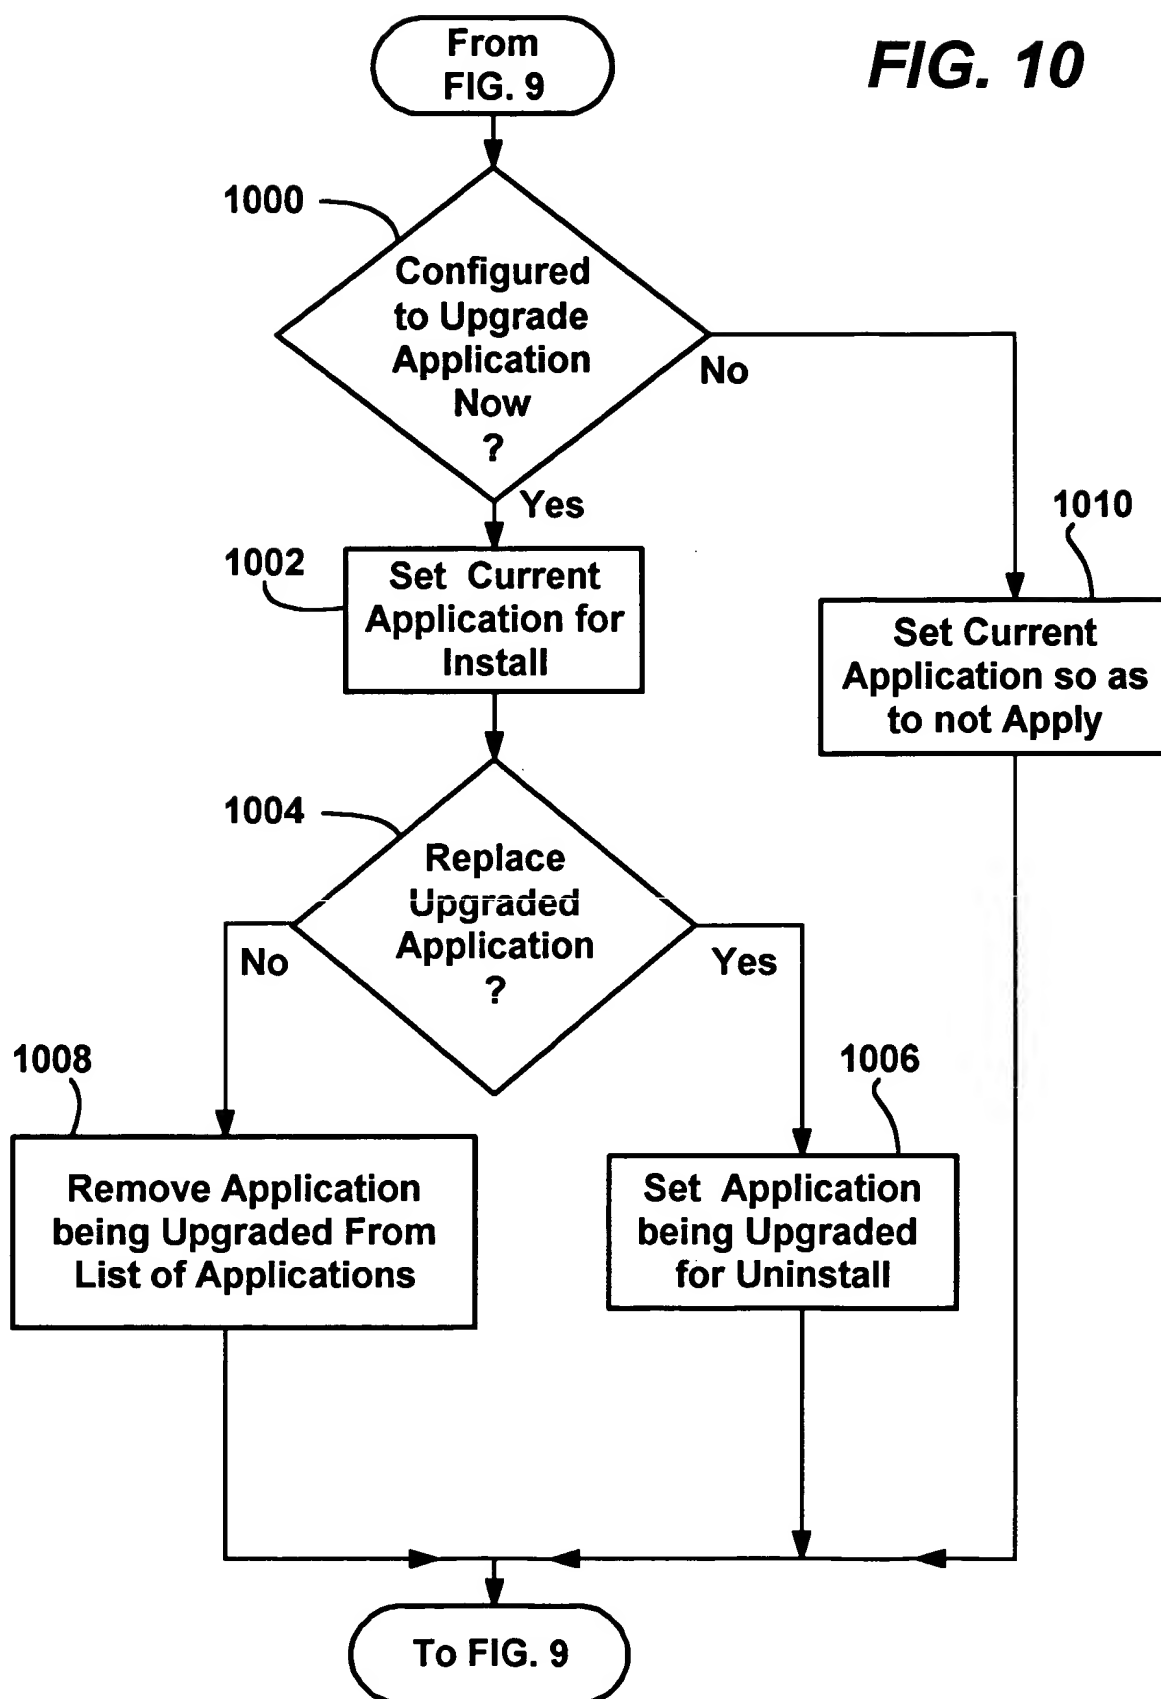 From
FIG. 9
FIG. 10
1000
Configured
to Upgrade
Application
Now
?
No
Yes
1002
Set Current
Application for
Install
1010
Set Current
Application so as
to not Apply
1004
Replace
Upgraded
Application
?
No
Yes
1008
Remove Application
being Upgraded From
List of Applications
1006
Set Application
being Upgraded
for Uninstall
To FIG. 9